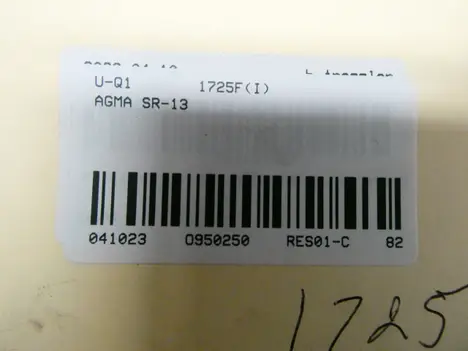 U-Q1 1725F(I)
AGMA SR-13
041023 0950250 RES01-C 82
1725